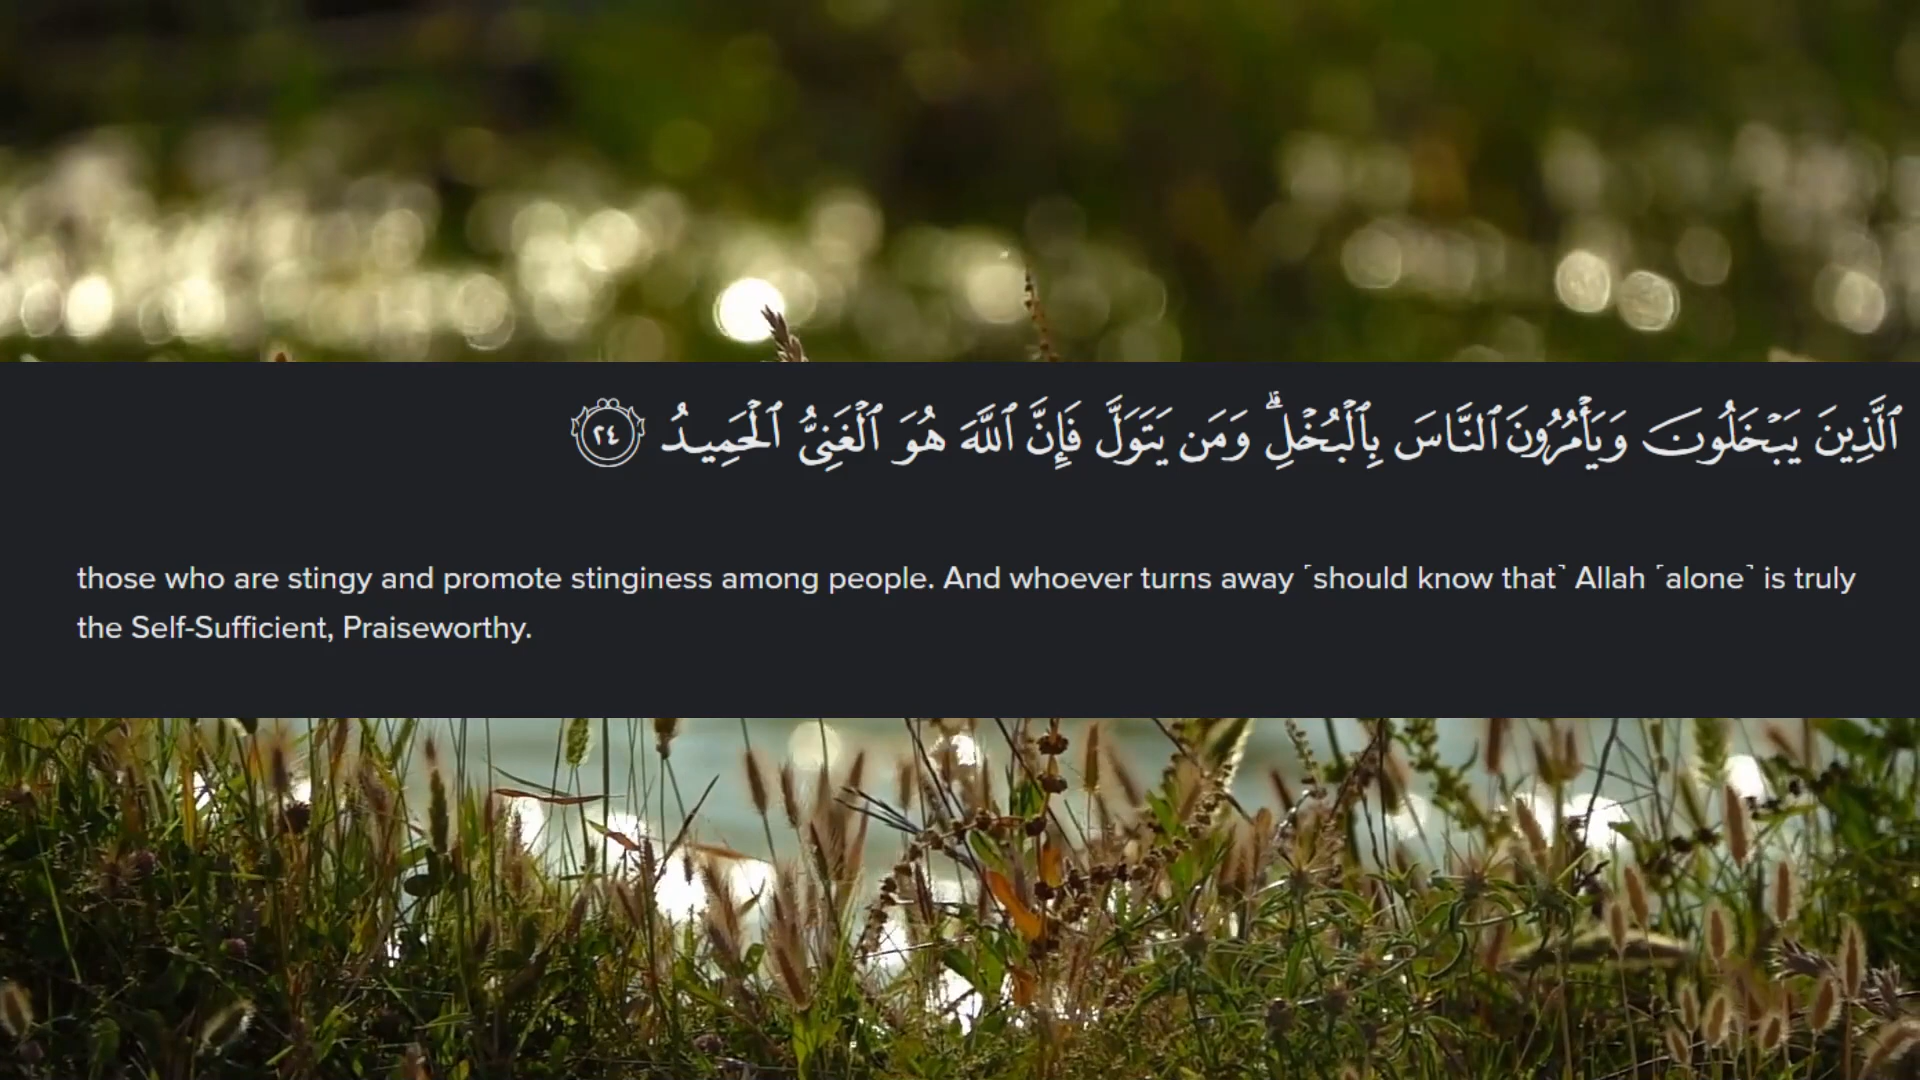 ٱلَّذِينَ يَبْخَلُونَ وَيَأْمُرُونَ ٱلنَّاسَ بِٱلْبُخْلِ ۗ وَمَن يَتَوَلَّ فَإِنَّ ٱللَّهَ هُوَ ٱلْغَنِىُّ ٱلْحَمِيدُ ٢٤
those who are stingy and promote stinginess among people. And whoever turns away ˹should know that˺ Allah ˹alone˺ is truly
the Self-Sufficient, Praiseworthy.